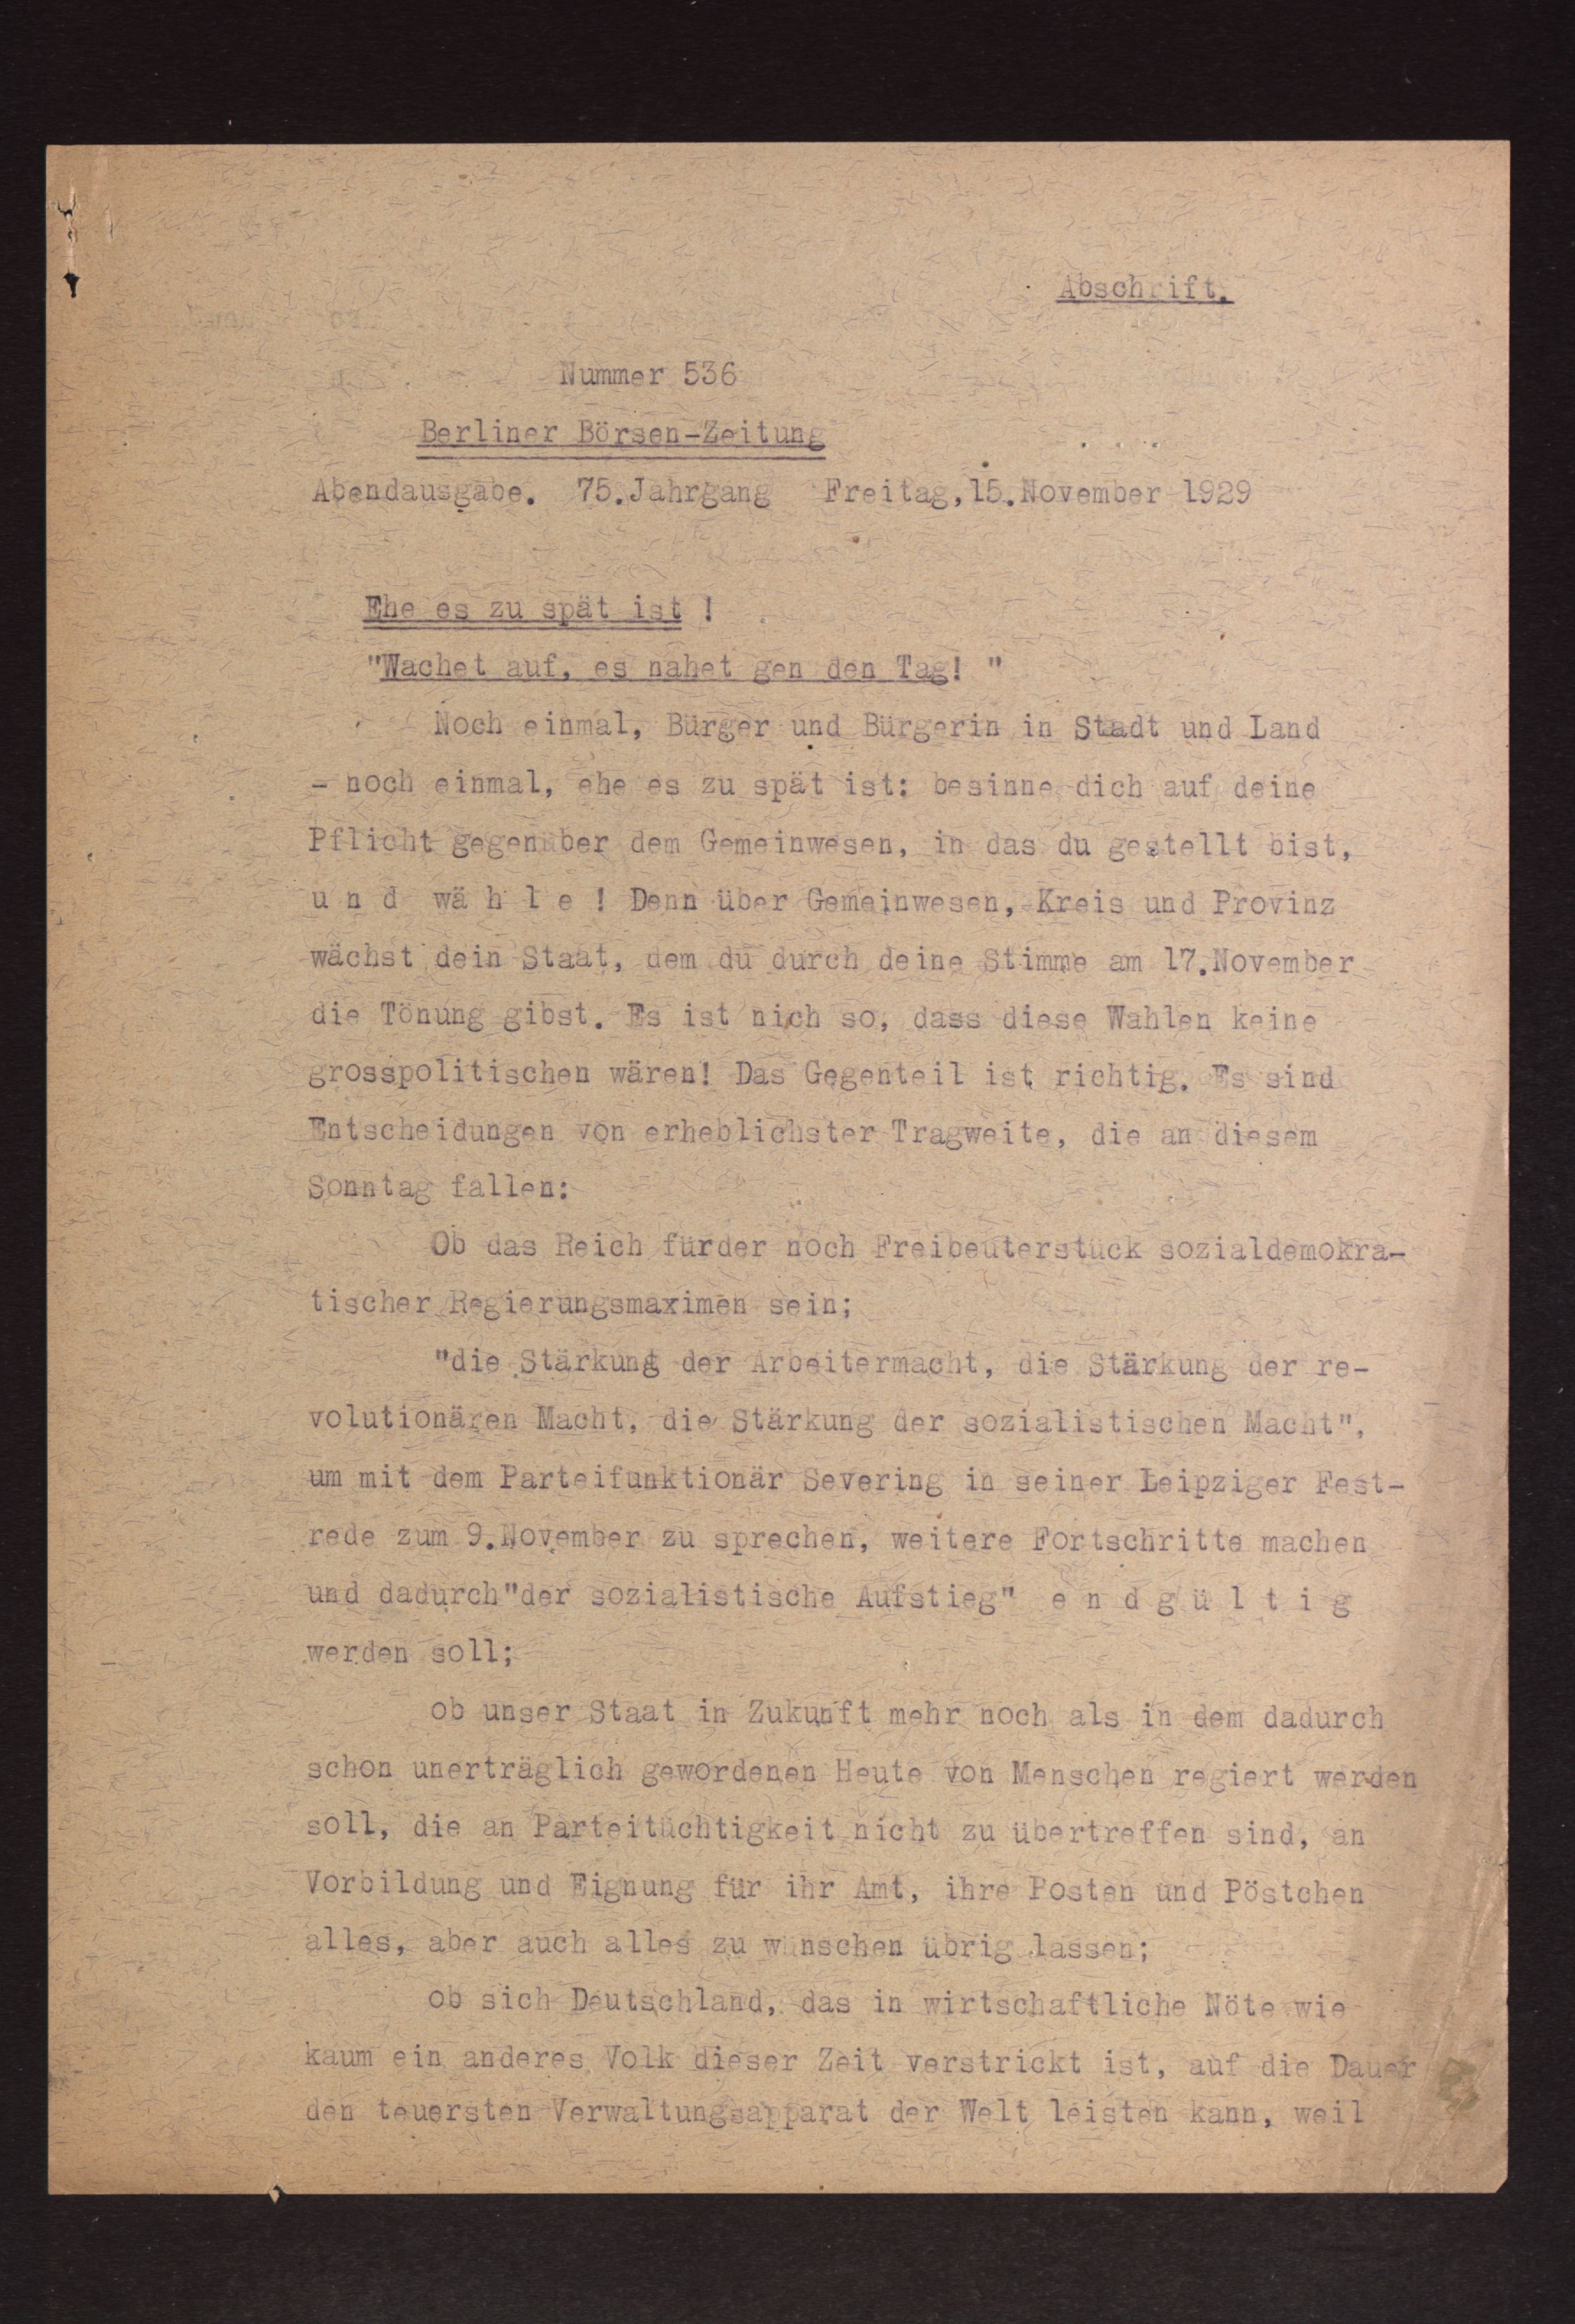 Abschrift.
Nummer 536
Berliner Börsen-Zeitung
Abendausgabe. 75.Jahrgang Freitag,15.November 1929
Ehe es zu spät ist !
"Wachet auf, es nahet gen den Tag! "
Noch einmal, Bürger und Bürgerin in Stadt und Land
- noch einmal, ehe es zu spät ist: besinne dich auf deine
Pflicht gegenüber dem Gemeinwesen, in das du gestellt bist,
u n d wä h l e ! Denn über Gemeinwesen, Kreis und Provinz
wächst dein Staat, dem du durch deine Stimme am 17.November
die Tönung gibst. Es ist nich so, dass diese Wahlen keine
grosspolitischen wären! Das Gegenteil ist richtig. Es sind
Entscheidungen von erheblichster Tragweite, die an diesem
Sonntag fallen:
Ob das Reich fürder noch Freibeuterstück sozialdemokra-
tischer Regierungsmaximen sein;
"die Stärkung der Arbeitermacht, die Stärkung der re-
volutionären Macht, die Stärkung der sozialistischen Macht",
um mit dem Parteifunktionär Severing in seiner Leipziger Fest-
rede zum 9.November zu sprechen, weitere Fortschritte machen
und dadurch"der sozialistische Aufstieg" e n d g ü l t i g
werden soll;
ob unser Staat in Zukunft mehr noch als in dem dadurch
schon unerträglich gewordenen Heute von Menschen regiert werden
soll, die an Parteitüchtigkeit nicht zu übertreffen sind, an
Vorbildung und Eignung für ihr Amt, ihre Posten und Pöstchen
alles, aber auch alles zu wünschen übrig lassen;
ob sich Deutschland, das in wirtschaftliche Nöte wie
kaum ein anderes Volk dieser Zeit verstrickt ist, auf die Dauer
den teuersten Verwaltungsapparat der Welt leisten kann, weil